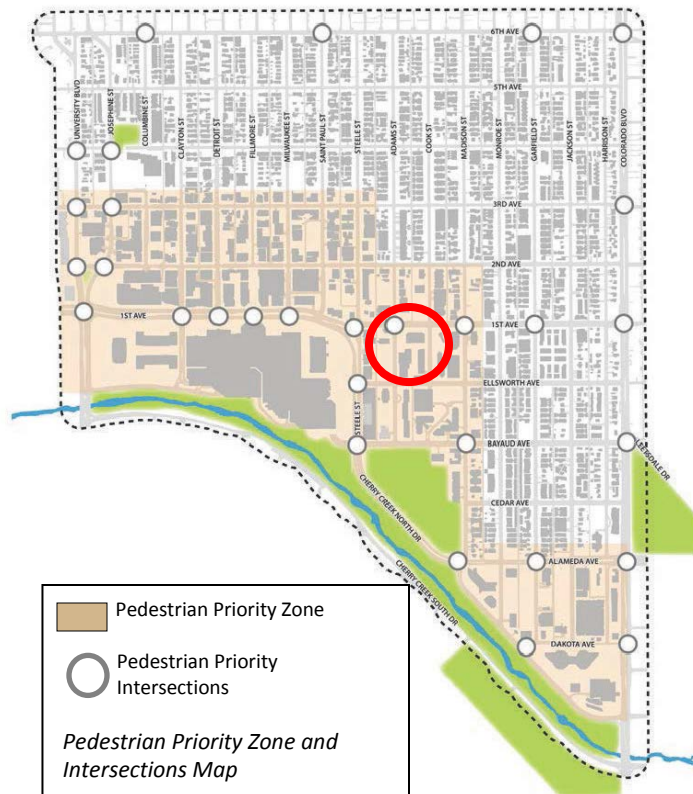 6TH AVE
5TH AVE
UNIVERSITY BLVD
JOSEPHINE ST
COLUMBINE ST
CLAYTON ST
DETROIT ST
FILLMORE ST
MILWAUKEE ST
SAINT PAUL ST
STEELE ST
ADAMS ST
COOK ST
MADISON ST
MONROE ST
GARFIELD ST
JACKSON ST
HARRISON ST
COLORADO BLVD
3RD AVE
2ND AVE
1ST AVE
1ST AVE
ELLSWORTH AVE
STEELE ST
BAYAUD AVE
LEETSDALE DR
CHERRY CREEK NORTH DR
CEDAR AVE
CHERRY CREEK SOUTH DR
ALAMEDA AVE
DAKOTA AVE
Pedestrian Priority Zone
Pedestrian Priority
Intersections
Pedestrian Priority Zone and
Intersections Map